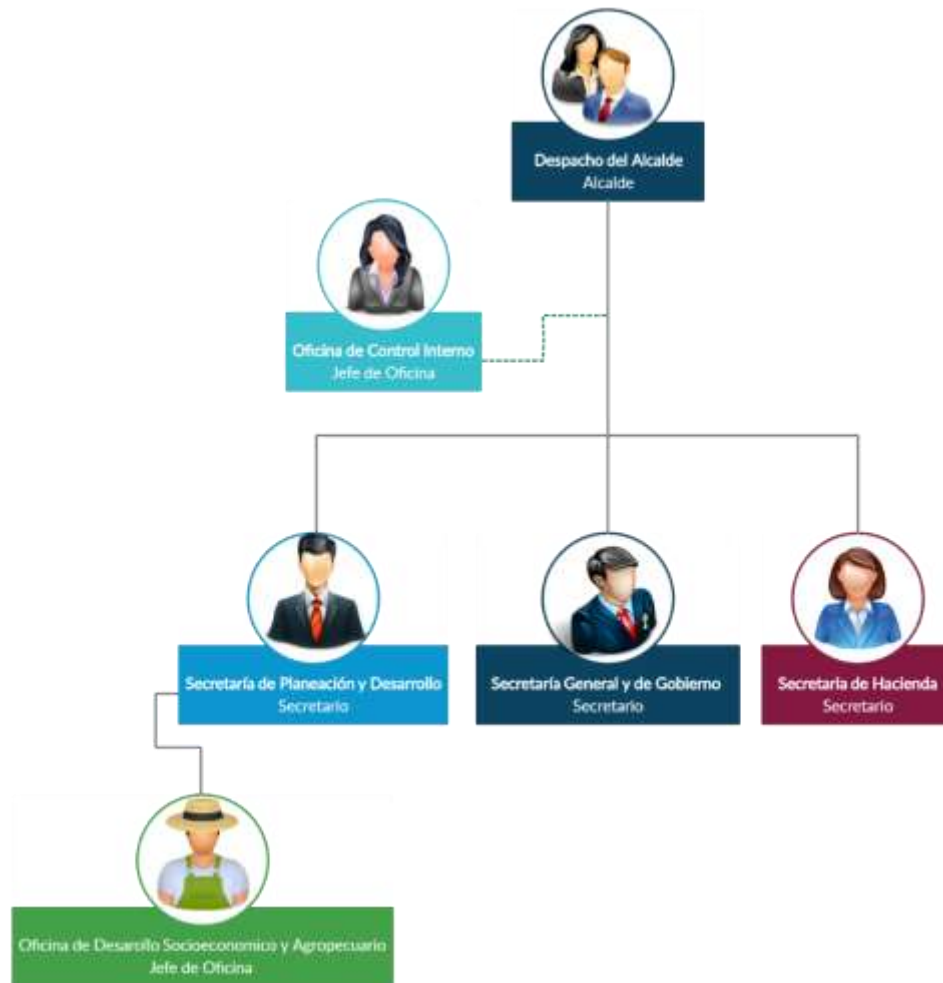 Despacho del Alcalde
Alcalde
Oficina de Control Interno
Jefe de Oficina
Secretaría de Planeación y Desarrollo
Secretario
Secretaría General y de Gobierno
Secretario
Secretaria de Hacienda
Secretario
Oficina de Desarollo Socioeconomico y Agropecuario
Jefe de Oficina